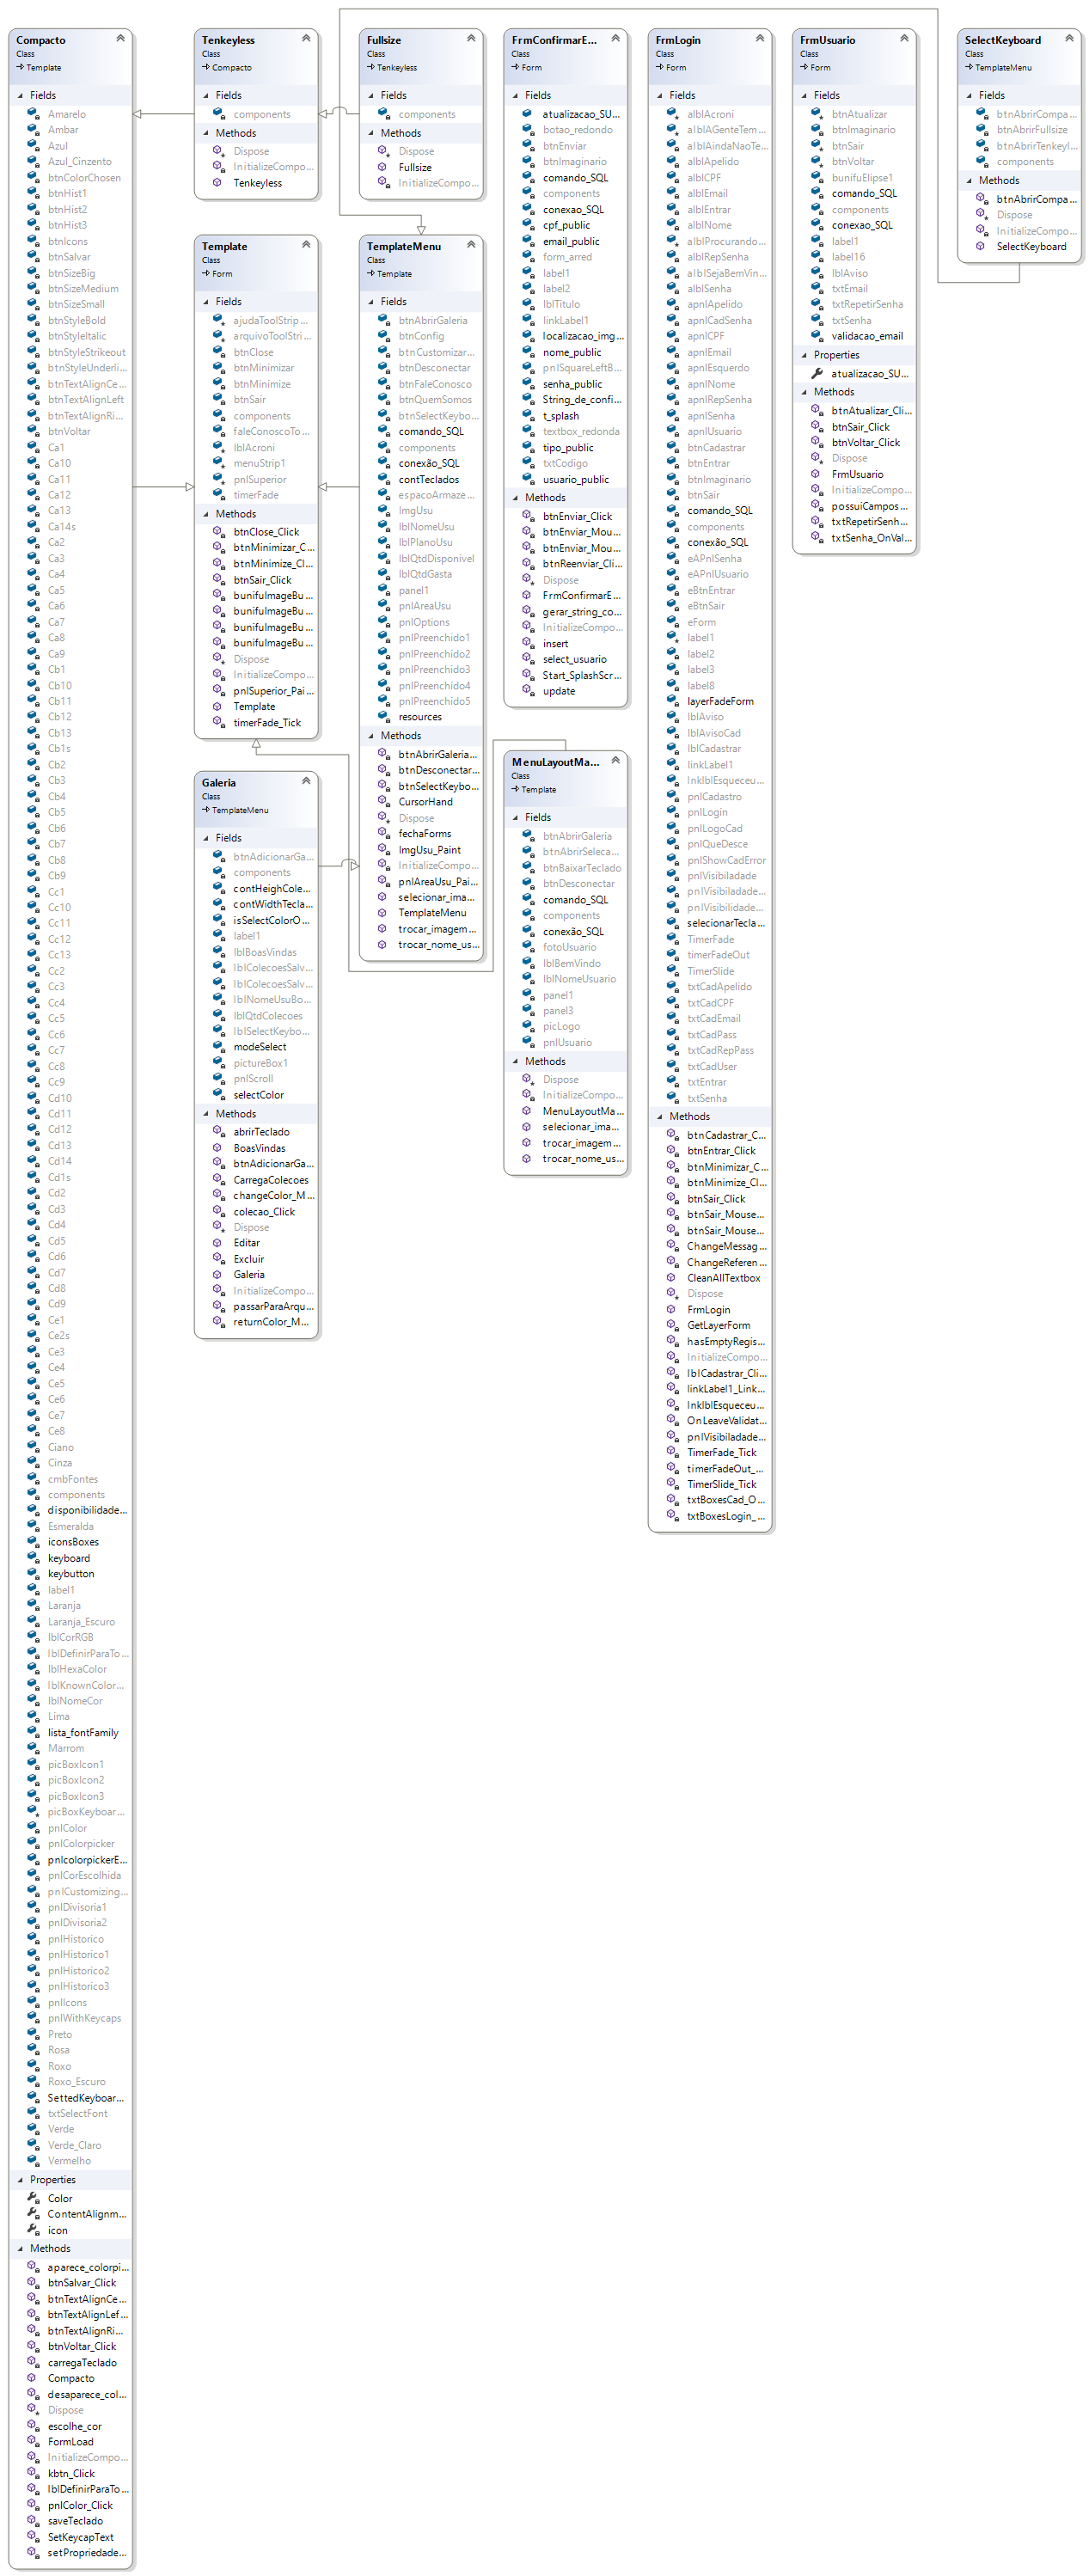 Compacto
Class
Template
Fields
Amarelo
Ambar
Azul
Azul_Cinzento
btnColorChosen
btnHist1
btnHist2
btnHist3
btnIcons
btnSalvar
btnSizeBig
btnSizeMedium
btnSizeSmall
btnStyleBold
btnStyleItalic
btnStyleStrikeout
btnStyleUnderli...
btnTextAlignCe...
btnTextAlignLeft
btnTextAlignRi...
btnVoltar
Ca1
Ca10
Ca11
Ca12
Ca13
Ca14s
Ca2
Ca3
Ca4
Ca5
Ca6
Ca7
Ca8
Ca9
Cb1
Cb10
Cb11
Cb12
Cb13
Cb1s
Cb2
Cb3
Cb4
Cb5
Cb6
Cb7
Cb8
Cb9
Cc1
Cc10
Cc11
Cc12
Cc13
Cc2
Cc3
Cc4
Cc5
Cc6
Cc7
Cc8
Cc9
Cd10
Cd11
Cd12
Cd13
Cd14
Cd1s
Cd2
Cd3
Cd4
Cd5
Cd6
Cd7
Cd8
Cd9
Ce1
Ce2s
Ce3
Ce4
Ce5
Ce6
Ce7
Ce8
Ciano
Cinza
cmbFontes
components
disponibilidade...
Esmeralda
iconsBoxes
keyboard
keybutton
label1
Laranja
Laranja_Escuro
lblCorRGB
lblDefinirParaTo...
lblHexaColor
lblKnownColor...
lblNomeCor
Lima
lista_fontFamily
Marrom
picBoxIcon1
picBoxIcon2
picBoxIcon3
picBoxKeyboar...
pnlColor
pnlColorpicker
pnlcolorpickerE...
pnlCorEscolhida
pnlCustomizing...
pnlDivisoria1
pnlDivisoria2
pnlHistorico
pnlHistorico1
pnlHistorico2
pnlHistorico3
pnlIcons
pnlWithKeycaps
Preto
Rosa
Roxo
Roxo_Escuro
SettedKeyboar...
txtSelectFont
Verde
Verde_Claro
Vermelho
Properties
Color
ContentAlignm...
icon
Methods
aparece_colorpi...
btnSalvar_Click
btnTextAlignCe...
btnTextAlignLef...
btnTextAlignRi...
btnVoltar_Click
carregaTeclado
Compacto
desaparece_col...
Dispose
escolhe_cor
FormLoad
InitializeCompo...
kbtn_Click
lblDefinirParaTo...
pnlColor_Click
saveTeclado
SetKeycapText
setPropriedade...
Tenkeyless
Class
Compacto
Fields
components
Methods
Dispose
InitializeCompo...
Tenkeyless
Fullsize
Class
Tenkeyless
Fields
components
Methods
Dispose
Fullsize
InitializeCompo...
Template
Class
Form
Fields
ajudaToolStrip...
arquivoToolStri...
btnClose
btnMinimizar
btnMinimize
btnSair
components
faleConoscoTo...
lblAcroni
menuStrip1
pnlSuperior
timerFade
Methods
btnClose_Click
btnMinimizar_C...
btnMinimize_Cl...
btnSair_Click
bunifuImageBu...
bunifuImageBu...
bunifuImageBu...
bunifuImageBu...
Dispose
InitializeCompo...
pnlSuperior_Pai...
Template
timerFade_Tick
TemplateMenu
Class
Template
Fields
btnAbrirGaleria
btnConfig
btnCustomizar...
btnDesconectar
btnFaleConosco
btnQuemSomos
btnSelectKeybo...
comando_SQL
components
conexão_SQL
contTeclados
espacoArmaze...
ImgUsu
lblNomeUsu
lblPlanoUsu
lblQtdDisponivel
lblQtdGasta
panel1
pnlAreaUsu
pnlOptions
pnlPreenchido1
pnlPreenchido2
pnlPreenchido3
pnlPreenchido4
pnlPreenchido5
resources
Methods
btnAbrirGaleria...
btnDesconectar...
btnSelectKeybo...
CursorHand
Dispose
fechaForms
ImgUsu_Paint
InitializeCompo...
pnlAreaUsu_Pai...
selecionar_ima...
TemplateMenu
trocar_imagem...
trocar_nome_us...
Galeria
Class
TemplateMenu
Fields
btnAdicionarGa...
components
contHeighCole...
contWidthTecla...
isSelectColorO...
label1
lblBoasVindas
lblColecoesSalv...
lblColecoesSalv...
lblNomeUsuBo...
lblQtdColecoes
lblSelectKeybo...
modeSelect
pictureBox1
pnlScroll
selectColor
Methods
abrirTeclado
BoasVindas
btnAdicionarGa...
CarregaColecoes
changeColor_M...
colecao_Click
Dispose
Editar
Excluir
Galeria
InitializeCompo...
passarParaArqu...
returnColor_M...
FrmConfirmarE...
Class
Form
Fields
atualizacao_SU...
botao_redondo
btnEnviar
btnImaginario
comando_SQL
components
conexao_SQL
cpf_public
email_public
form_arred
label1
label2
lblTitulo
linkLabel1
localizacao_img...
nome_public
pnlSquareLeftB...
senha_public
String_de_confi...
t_splash
textbox_redonda
tipo_public
txtCodigo
usuario_public
Methods
btnEnviar_Click
btnEnviar_Mou...
btnEnviar_Mou...
btnReenviar_Cli...
Dispose
FrmConfirmarE...
gerar_string_co...
InitializeCompo...
insert
select_usuario
Start_SplashScr...
update
MenuLayoutMa...
Class
Template
Fields
btnAbrirGaleria
btnAbrirSeleca...
btnBaixarTeclado
btnDesconectar
comando_SQL
components
conexão_SQL
fotoUsuario
lblBemVindo
lblNomeUsuario
panel1
panel3
picLogo
pnlUsuario
Methods
Dispose
InitializeCompo...
MenuLayoutMa...
selecionar_ima...
trocar_imagem...
trocar_nome_us...
FrmLogin
Class
Form
Fields
alblAcroni
alblAGenteTem...
alblAindaNaoTe...
alblApelido
alblCPF
alblEmail
alblEntrar
alblNome
alblProcurando...
alblRepSenha
alblSejaBemVin...
alblSenha
apnlApelido
apnlCadSenha
apnlCPF
apnlEmail
apnlEsquerdo
apnlNome
apnlRepSenha
apnlSenha
apnlUsuario
btnCadastrar
btnEntrar
btnImaginario
btnSair
comando_SQL
components
conexão_SQL
eAPnlSenha
eAPnlUsuario
eBtnEntrar
eBtnSair
eForm
label1
label2
label3
label8
layerFadeForm
lblAviso
lblAvisoCad
lblCadastrar
linkLabel1
lnklblEsqueceu...
pnlCadastro
pnlLogin
pnlLogoCad
pnlQueDesce
pnlShowCadError
pnlVisibiladade
pnlVisibiladade...
pnlVisibilidade...
selecionarTecla...
TimerFade
timerFadeOut
TimerSlide
txtCadApelido
txtCadCPF
txtCadEmail
txtCadPass
txtCadRepPass
txtCadUser
txtEntrar
txtSenha
Methods
btnCadastrar_C...
btnEntrar_Click
btnMinimizar_C...
btnMinimize_Cl...
btnSair_Click
btnSair_Mouse...
btnSair_Mouse...
ChangeMessag...
ChangeReferen...
CleanAllTextbox
Dispose
FrmLogin
GetLayerForm
hasEmptyRegis...
InitializeCompo...
lblCadastrar_Cli...
linkLabel1_Link...
lnklblEsqueceu...
OnLeaveValidat...
pnlVisibiladade...
TimerFade_Tick
timerFadeOut_...
TimerSlide_Tick
txtBoxesCad_O...
txtBoxesLogin_...
FrmUsuario
Class
Form
Fields
btnAtualizar
btnImaginario
btnSair
btnVoltar
bunifuElipse1
comando_SQL
components
conexao_SQL
label1
label16
lblAviso
txtEmail
txtRepetirSenha
txtSenha
validacao_email
Properties
atualizacao_SU...
Methods
btnAtualizar_Cli...
btnSair_Click
btnVoltar_Click
Dispose
FrmUsuario
InitializeCompo...
possuiCampos...
txtRepetirSenh...
txtSenha_OnVal...
SelectKeyboard
Class
TemplateMenu
Fields
btnAbrirCompa...
btnAbrirFullsize
btnAbrirTenkeyl...
components
Methods
btnAbrirCompa...
Dispose
InitializeCompo...
SelectKeyboard